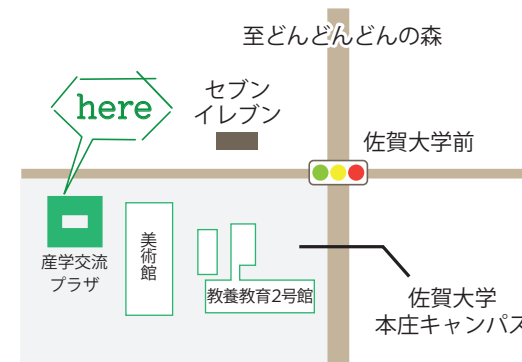 至どんどんどんの森
here
セブン
イレブン
佐賀大学前
産学交流
プラザ
美術館
教養教育2号館
佐賀大学
本庄キャンパス